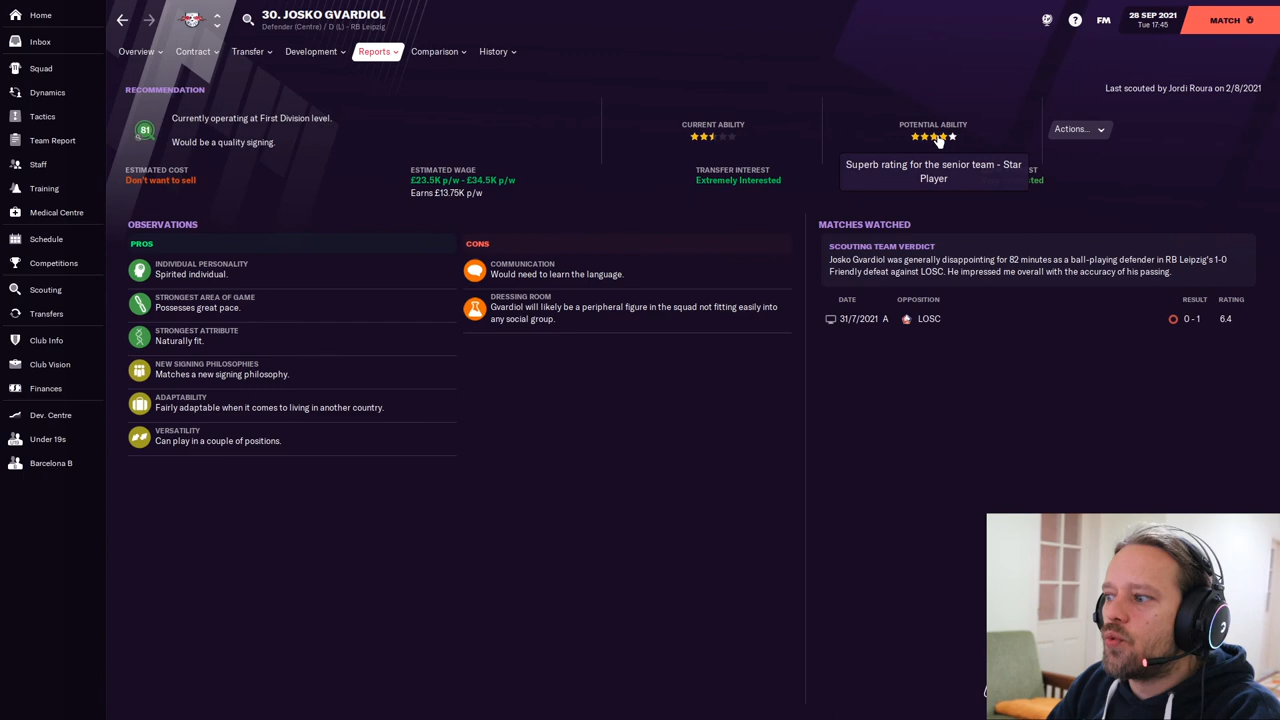 30. JOSKO GVARDIOL
Defender (Centre) / D (L) - RB Leipzig
28 SEP 2021
Tue 17:45
MATCH
FM
Overview
Contract
Transfer
Development
Reports
Comparison
History
Home
Inbox
Squad
Dynamics
Tactics
Team Report
Staff
Training
Medical Centre
Schedule
Competitions
Scouting
Transfers
Club Info
Club Vision
Finances
Dev. Centre
Under 19s
Barcelona B
RECOMMENDATION
Last scouted by Jordi Roura on 2/8/2021
81
Currently operating at First Division level.
Would be a quality signing.
CURRENT ABILITY
POTENTIAL ABILITY
Actions...
Superb rating for the senior team - Star
Player
ESTIMATED COST
Don't want to sell
ESTIMATED WAGE
£23.5K p/w - £34.5K p/w
Earns £13.75K p/w
TRANSFER INTEREST
Extremely Interested
OBSERVATIONS
PROS
INDIVIDUAL PERSONALITY
Spirited individual.
STRONGEST AREA OF GAME
Possesses great pace.
STRONGEST ATTRIBUTE
Naturally fit.
NEW SIGNING PHILOSOPHIES
Matches a new signing philosophy.
ADAPTABILITY
Fairly adaptable when it comes to living in another country.
VERSATILITY
Can play in a couple of positions.
CONS
COMMUNICATION
Would need to learn the language.
DRESSING ROOM
Gvardiol will likely be a peripheral figure in the squad not fitting easily into
any social group.
MATCHES WATCHED
SCOUTING TEAM VERDICT
Josko Gvardiol was generally disappointing for 82 minutes as a ball-playing defender in RB Leipzig's 1-0
Friendly defeat against LOSC. He impressed me overall with the accuracy of his passing.
DATE OPPOSITION RESULT RATING
31/7/2021 A LOSC 0 - 1 6.4